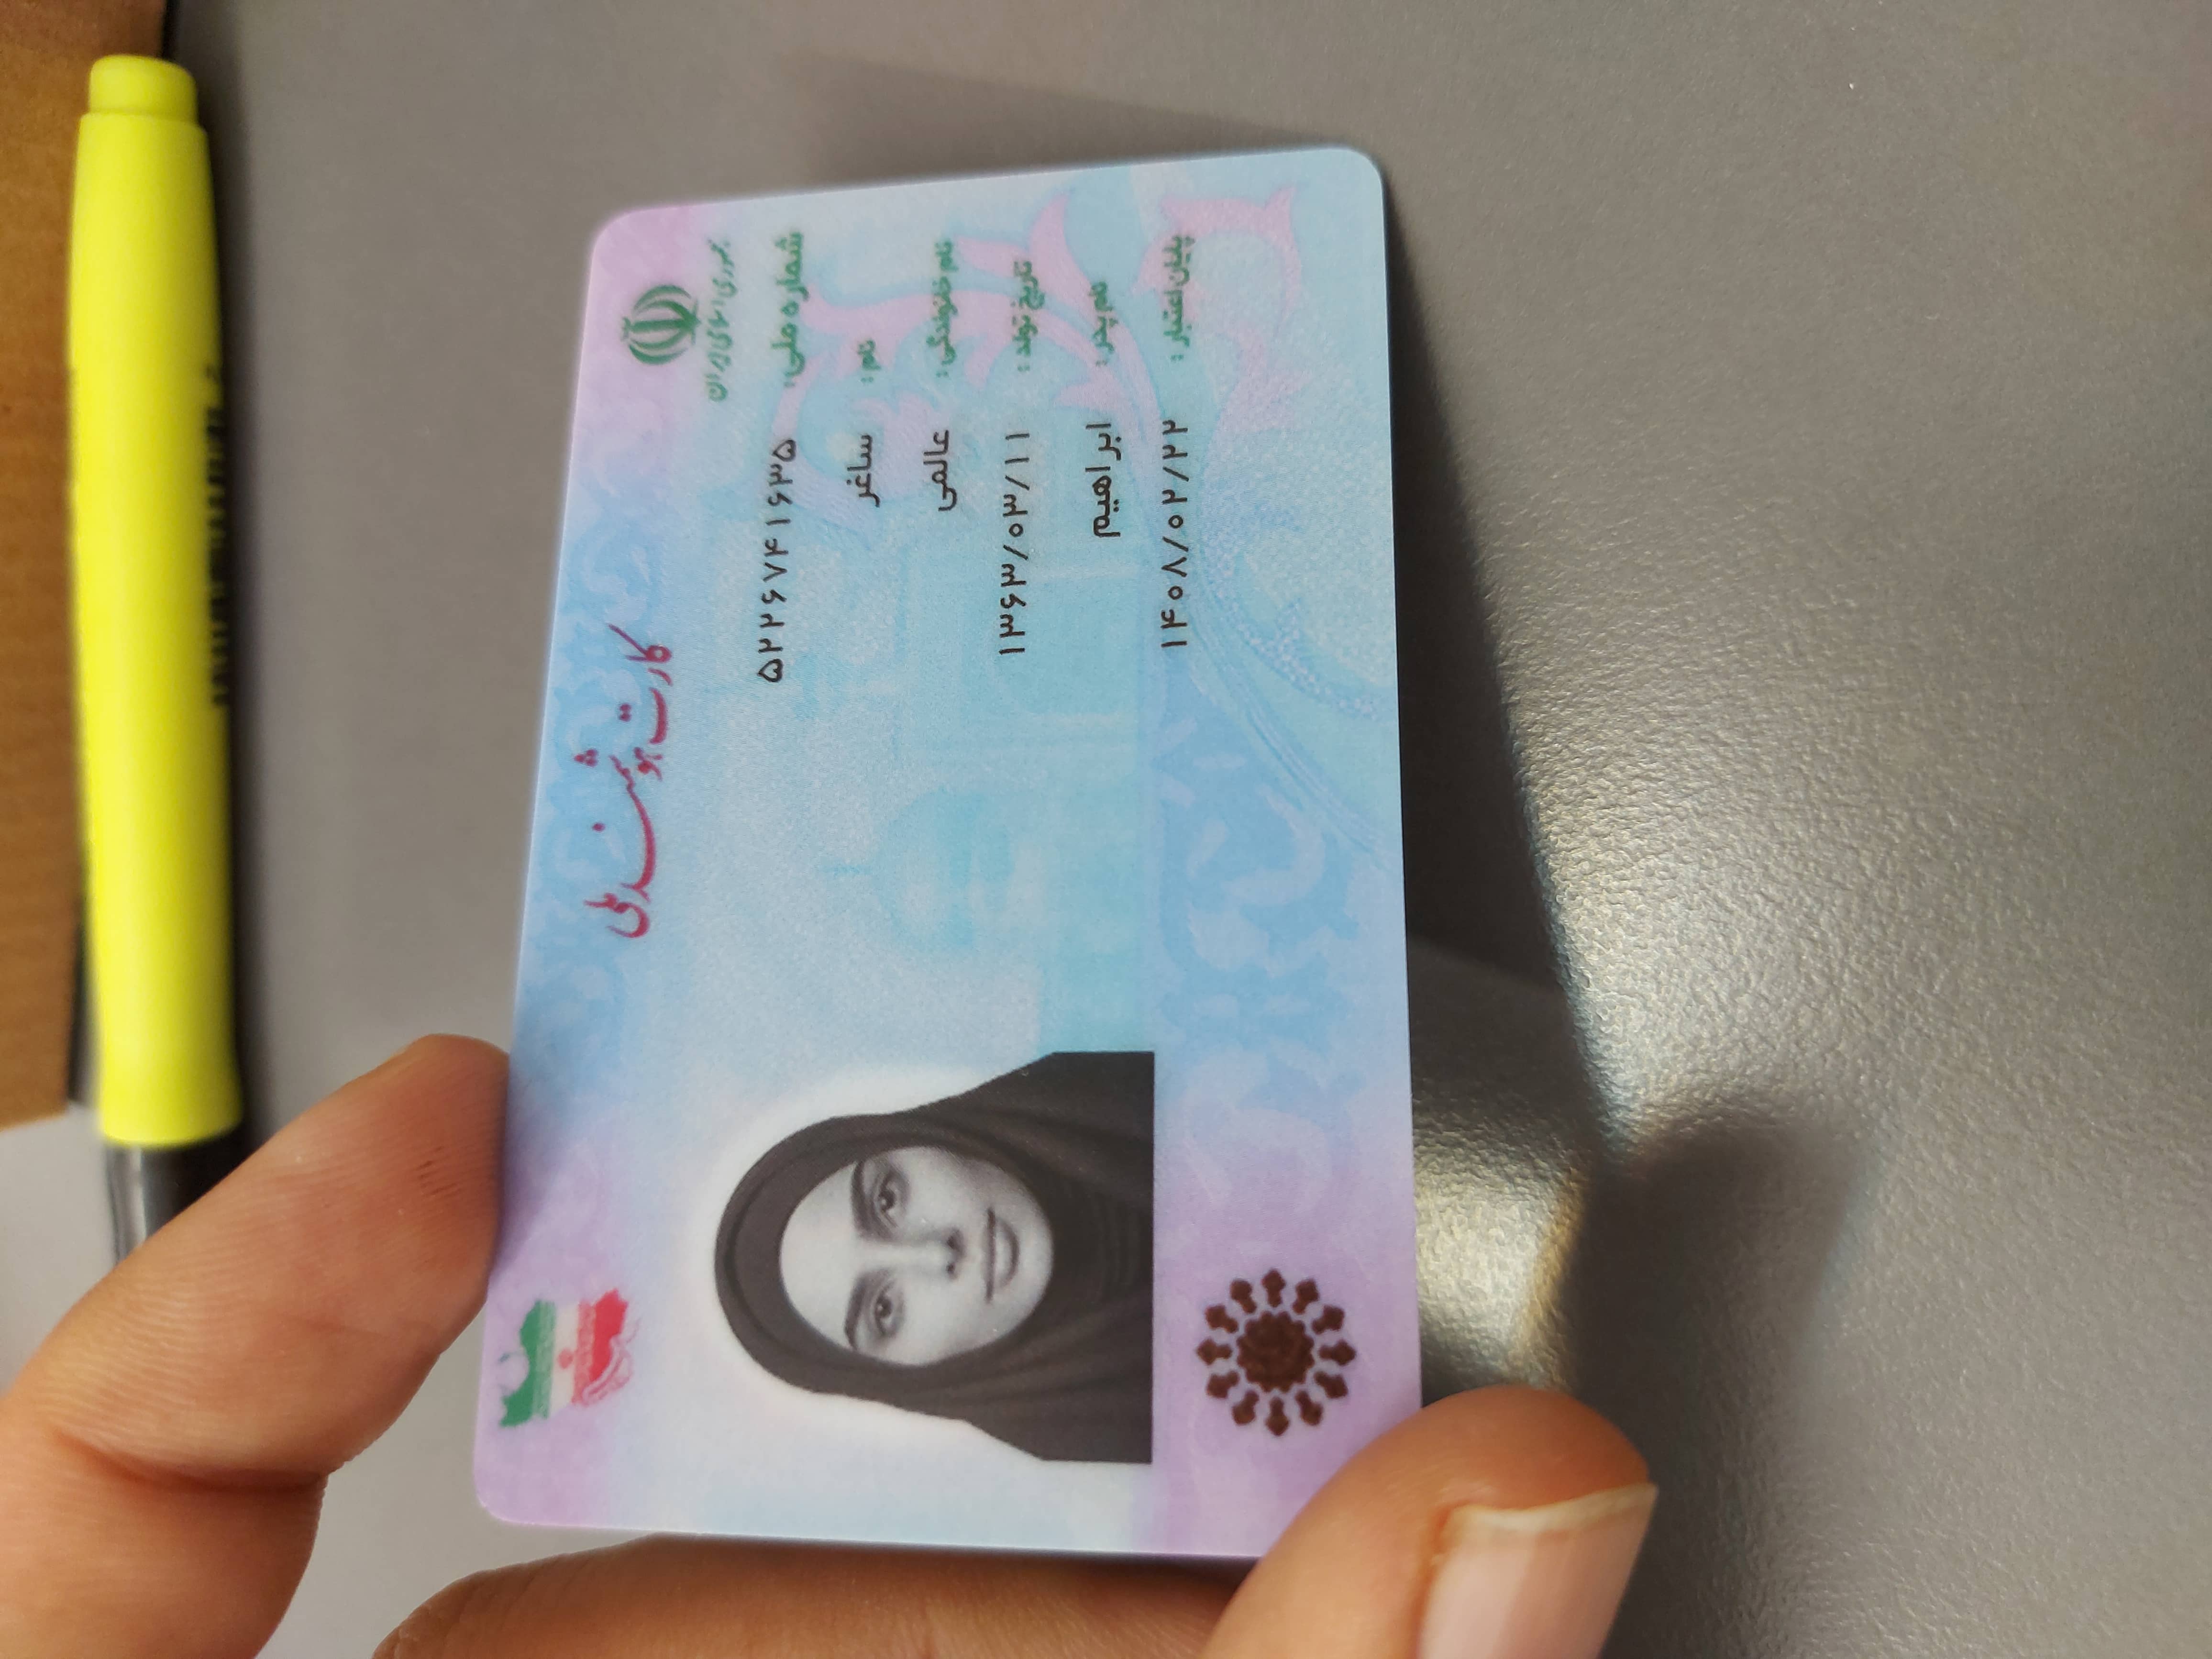 جمهوری اسلامی ایران
کارت هوشمند ملی
شماره ملی: ۵۲۲۶۷۴۱۶۳۵
نام: ساغر
نام خانوادگی: عالمی
تاریخ تولد: ۱۳۶۳/۰۳/۱۱
نام پدر: ابراهیم
پایان اعتبار: ۱۴۰۸/۰۲/۲۲